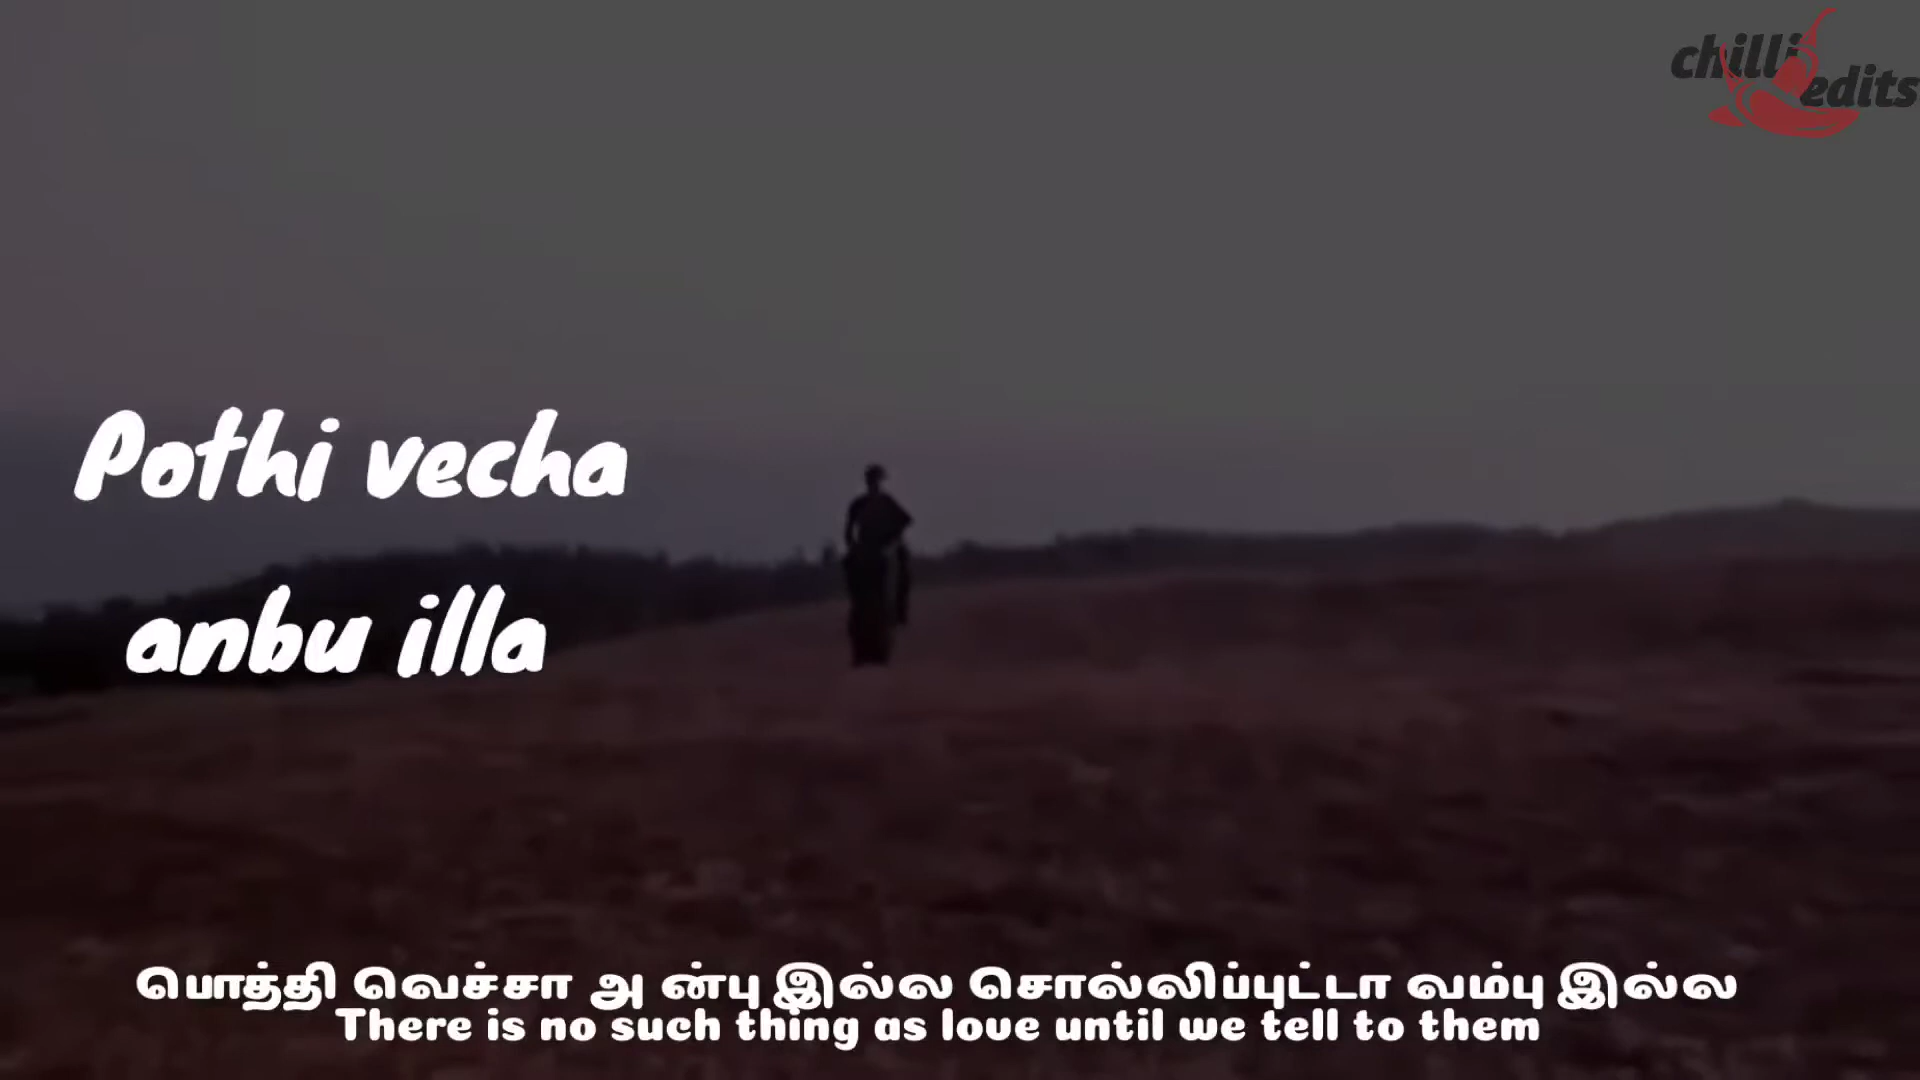 chilli
edits
Pothi vecha
anbu illa
பொத்தி வெச்சா அ ன்பு இல்ல சொல்லிப்புட்டா வம்பு இல்ல
There is no such thing as love until we tell to them